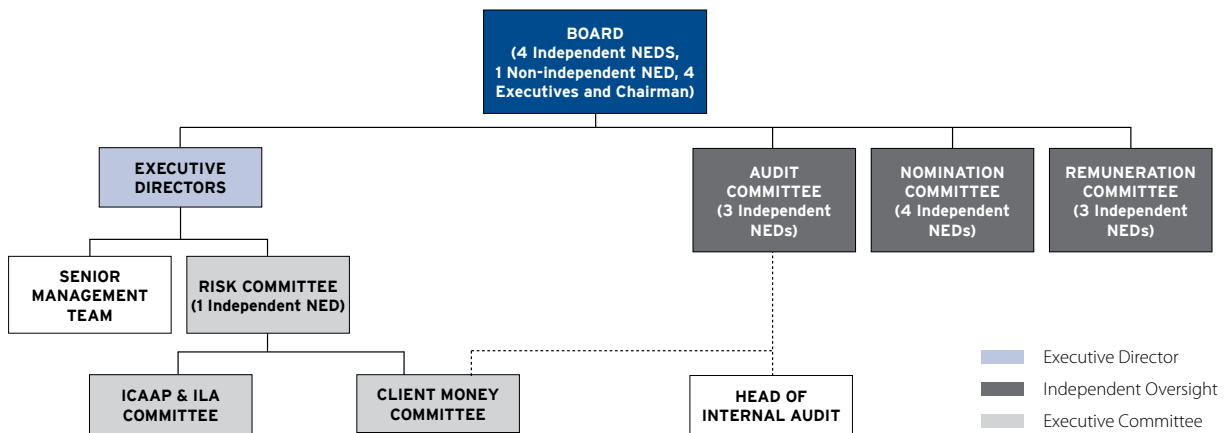 BOARD
(4 Independent NEDS,
1 Non-independent NED, 4
Executives and Chairman)
EXECUTIVE
DIRECTORS
AUDIT
COMMITTEE
(3 Independent
NEDs)
NOMINATION
COMMITTEE
(4 Independent
NEDs)
REMUNERATION
COMMITTEE
(3 Independent
NEDs)
SENIOR
MANAGEMENT
TEAM
RISK COMMITTEE
(1 Independent NED)
ICAAP & ILA
COMMITTEE
CLIENT MONEY
COMMITTEE
HEAD OF
INTERNAL AUDIT
Executive Director
Independent Oversight
Executive Committee